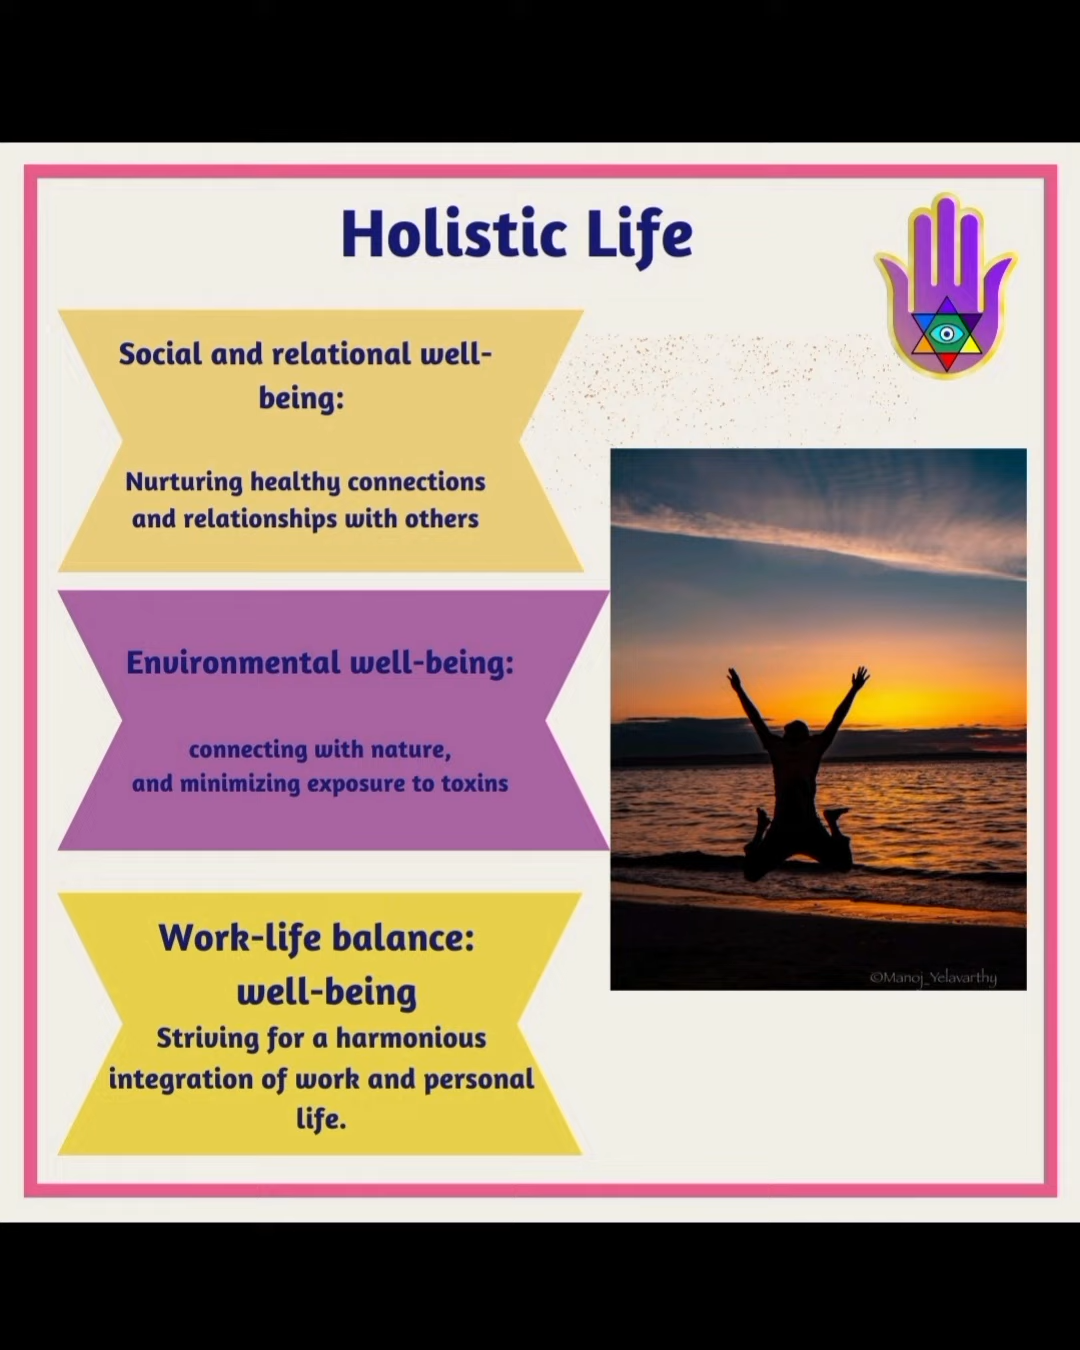 Holistic Life
Social and relational well-
being:
Nurturing healthy connections
and relationships with others
Environmental well-being:
connecting with nature,
and minimizing exposure to toxins
Work-life balance:
well-being
Striving for a harmonious
integration of work and personal
life.
©Manoj_Yelavarthy